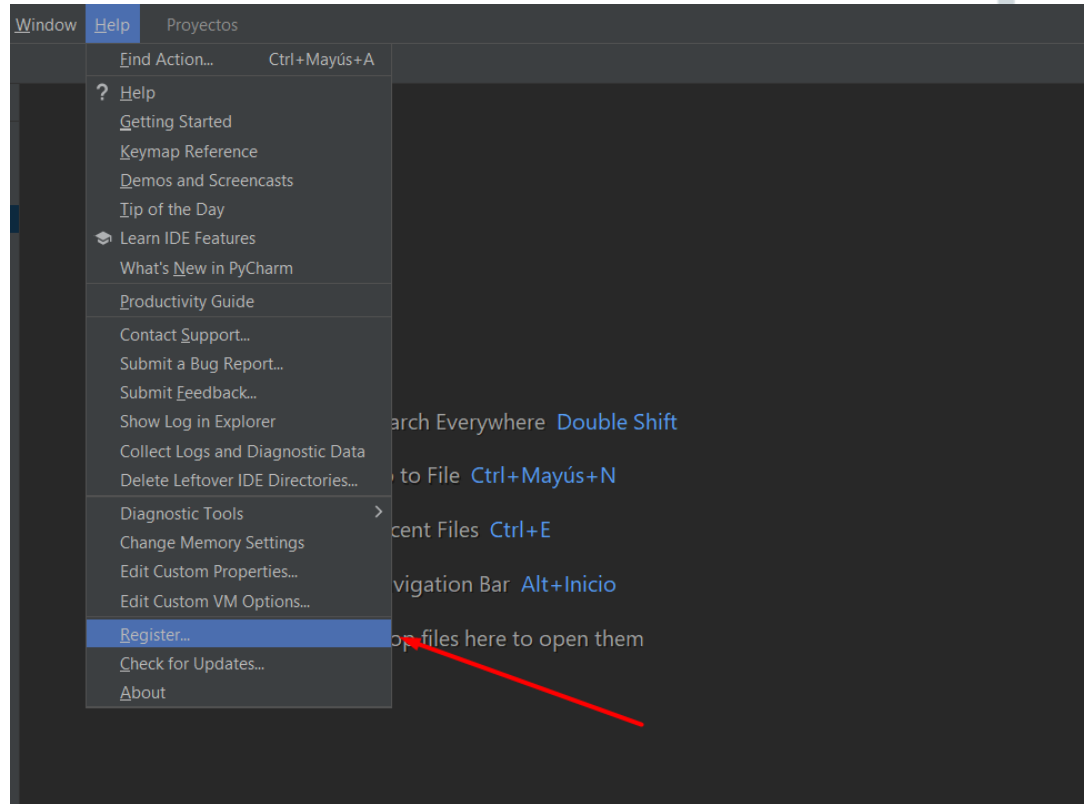 Window Help Proyectos
Find Action... Ctrl+Mayús+A
? Help
Getting Started
Keymap Reference
Demos and Screencasts
Tip of the Day
Learn IDE Features
What's New in PyCharm
Productivity Guide
Contact Support...
Submit a Bug Report...
Submit Feedback...
Show Log in Explorer
Collect Logs and Diagnostic Data
Delete Leftover IDE Directories...
Diagnostic Tools >
Change Memory Settings
Edit Custom Properties...
Edit Custom VM Options...
Register...
Check for Updates...
About
arch Everywhere Double Shift
to File Ctrl+Mayús+N
cent Files Ctrl+E
vigation Bar Alt+Inicio
op files here to open them